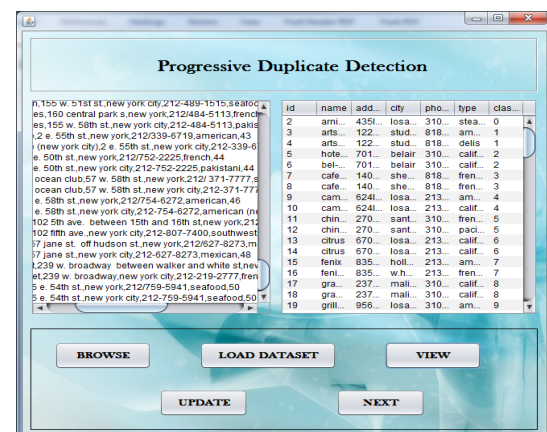 Progressive Duplicate Detection
n,155 w. 51st st.,new york city,212-489-1515,seafoo
es,160 central park s,new york,212/484-5113,french
es,155 w. 58th st.,new york city,212-484-5113,pakis
,2 e. 55th st.,new york,212/339-6719,american,43
(new york city),2 e. 55th st.,new york city,212-339-6
e. 50th st.,new york,212/752-2225,french,44
e. 50th st.,new york city,212-752-2225,pakistani,44
ocean club,57 w. 58th st.,new york,212/ 371-7777,s
ocean club,57 w. 58th st.,new york city,212-371-777
e. 58th st.,new york,212/754-6272,american,46
e. 58th st.,new york city,212-754-6272,american (ne
102 5th ave. between 15th and 16th st,new york,212
102 fifth ave.,new york city,212-807-7400,southwest
67 jane st. off hudson st.,new york,212/627-8273,m
67 jane st.,new york city,212-627-8273,mexican,48
t,239 w. broadway between walker and white st,new
et,239 w. broadway,new york city,212-219-2777,fren
5 e. 54th st.,new york,212/759-5941,seafood,50
5 e. 54th st.,new york city,212-759-5941,seafood,50
id name add... city pho... type clas...
2 arni... 435l... losa... 310... stea... 0
3 arts... 122... stud... 818... am... 1
4 arts... 122... stud... 818... delis 1
5 hote... 701... belair 310... calif... 2
6 bel-... 701... belair 310... calif... 2
7 cafe... 140... she... 818... fren... 3
8 cafe... 140... she... 818... fren... 3
9 cam... 624l... losa... 213... am... 4
10 cam... 624l... losa... 213... calif... 4
11 chin... 270... sant... 310... fren... 5
12 chin... 270... sant... 310... paci... 5
13 citrus 670... losa... 213... calif... 6
14 citrus 670... losa... 213... calif... 6
15 fenix 835... holl... 213... am... 7
16 feni... 835... w.h... 213... fren... 7
17 gra... 237... mali... 310... calif... 8
18 gra... 237... mali... 310... calif... 8
19 grill... 956... losa... 310... am... 9
BROWSE LOAD DATASET VIEW
UPDATE NEXT